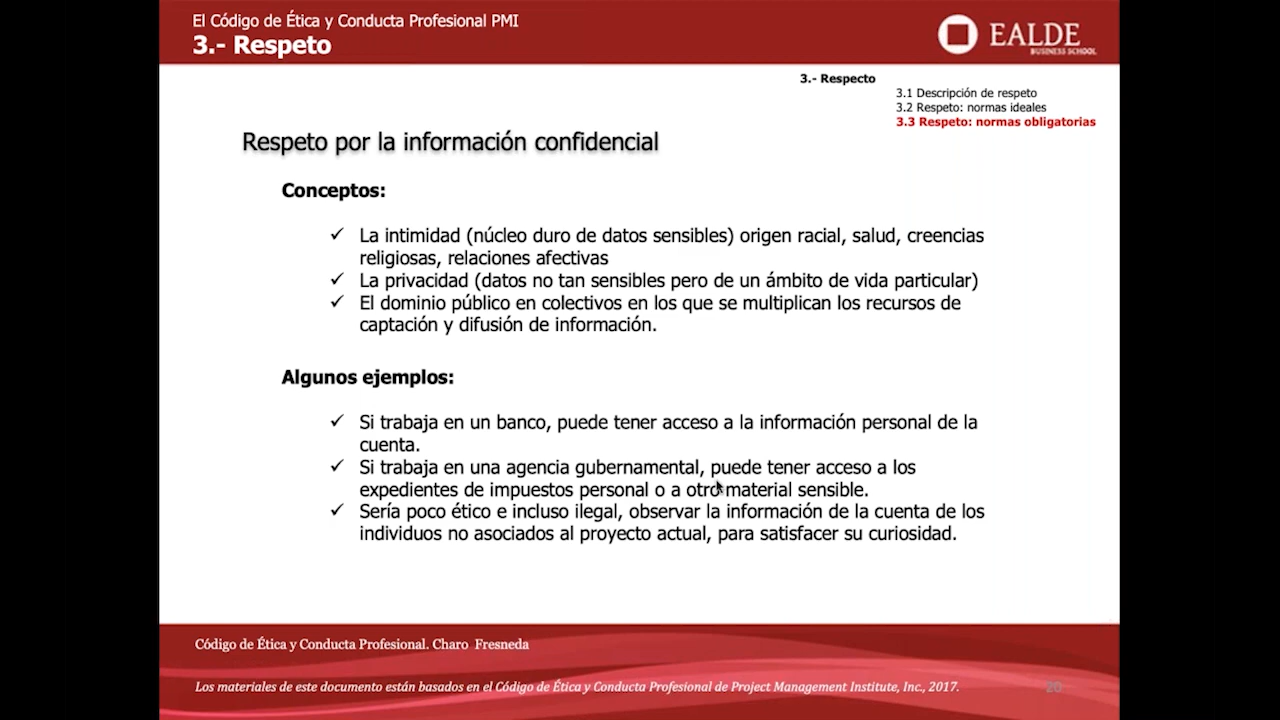 El Código de Ética y Conducta Profesional PMI
3.- Respeto
EALDE
BUSINESS SCHOOL
3.- Respecto
3.1 Descripción de respeto
3.2 Respeto: normas ideales
3.3 Respeto: normas obligatorias
Respeto por la información confidencial
Conceptos:
✓ La intimidad (núcleo duro de datos sensibles) origen racial, salud, creencias
religiosas, relaciones afectivas
✓ La privacidad (datos no tan sensibles pero de un ámbito de vida particular)
✓ El dominio público en colectivos en los que se multiplican los recursos de
captación y difusión de información.
Algunos ejemplos:
✓ Si trabaja en un banco, puede tener acceso a la información personal de la
cuenta.
✓ Si trabaja en una agencia gubernamental, puede tener acceso a los
expedientes de impuestos personal o a otro material sensible.
✓ Sería poco ético e incluso ilegal, observar la información de la cuenta de los
individuos no asociados al proyecto actual, para satisfacer su curiosidad.
Código de Ética y Conducta Profesional. Charo Fresneda
Los materiales de este documento están basados en el Código de Ética y Conducta Profesional de Project Management Institute, Inc., 2017.
20